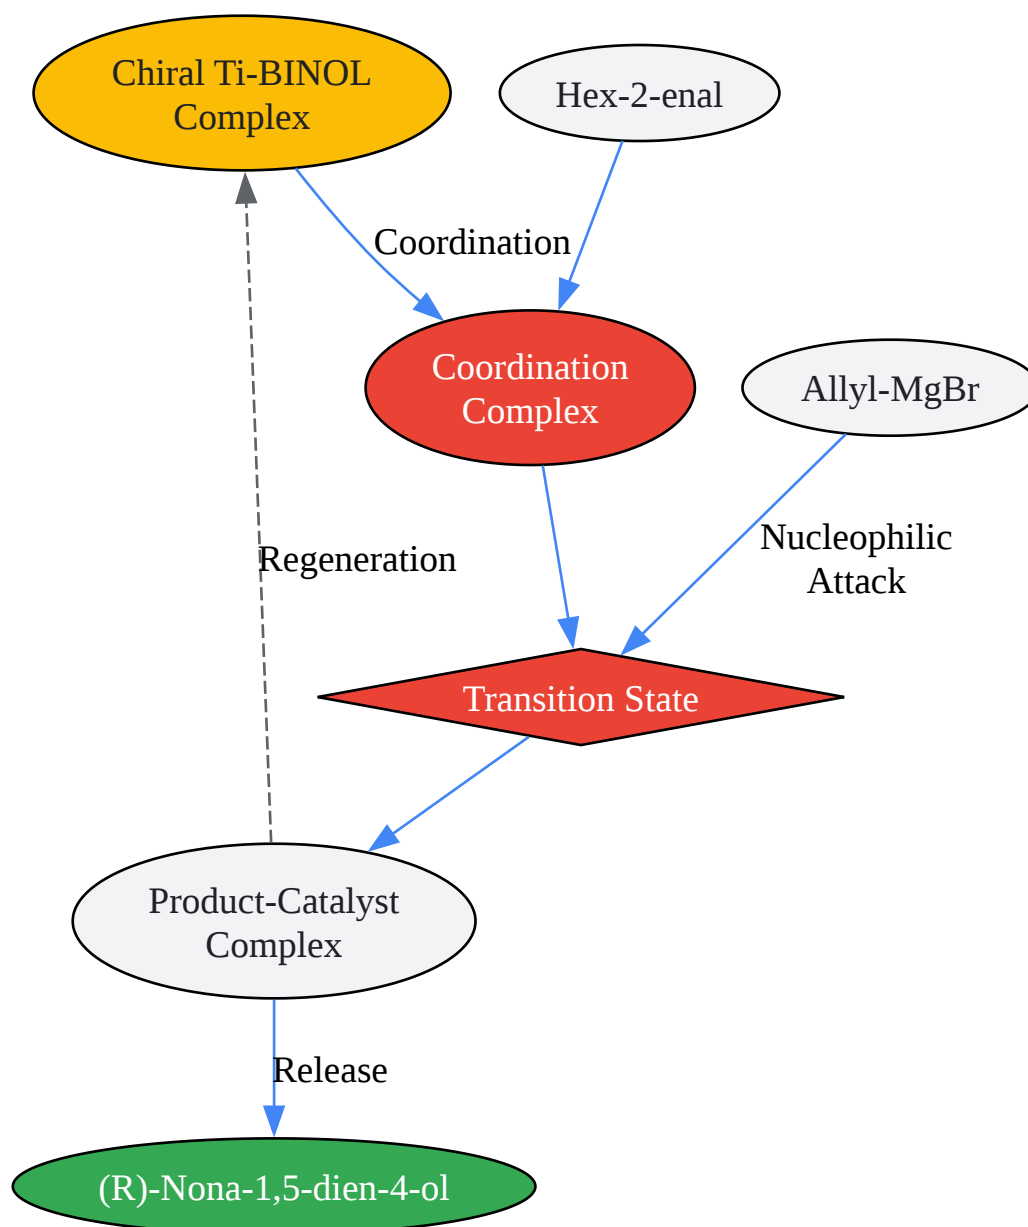 Chiral Ti-BINOL
Complex
Hex-2-enal
Coordination
Coordination
Complex
Allyl-MgBr
Nucleophilic
Attack
Regeneration
Transition State
Product-Catalyst
Complex
Release
(R)-Nona-1,5-dien-4-ol